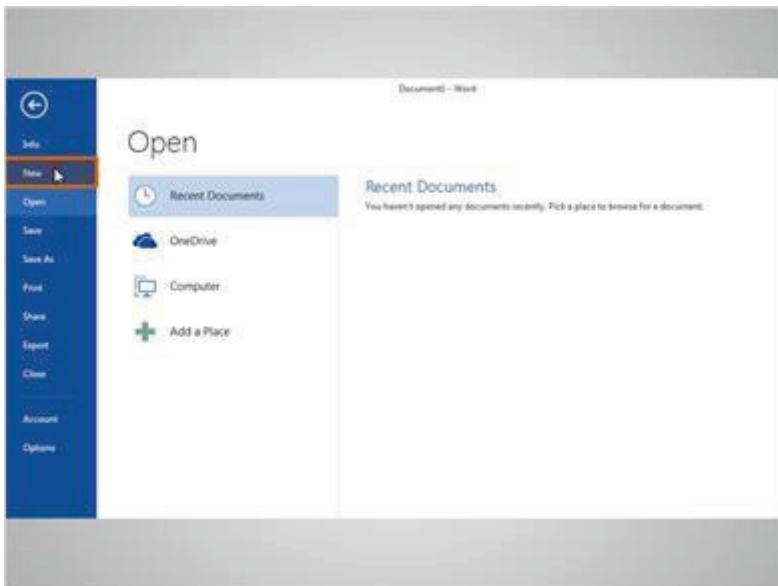 Document1 - Word
Info
New
Open
Save
Save As
Print
Share
Export
Close
Account
Options
Open
Recent Documents
OneDrive
Computer
Add a Place
Recent Documents
You haven't opened any documents recently. Pick a place to browse for a document.